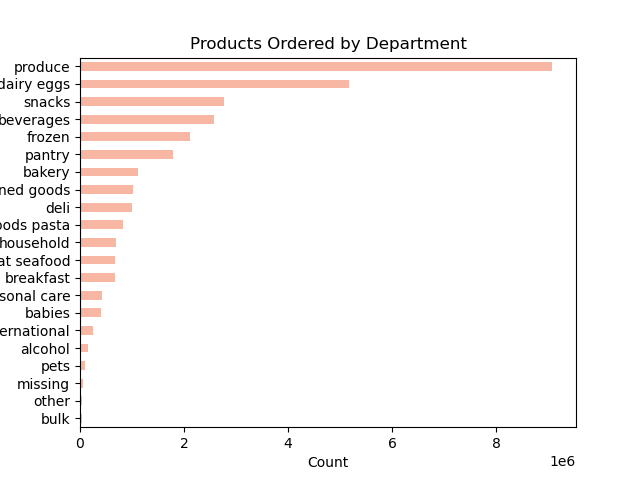 Products Ordered by Department
produce
dairy eggs
snacks
beverages
frozen
pantry
bakery
ned goods
deli
oods pasta
household
at seafood
breakfast
sonal care
babies
ernational
alcohol
pets
missing
other
bulk
0 2 4 6 8
Count
1e6